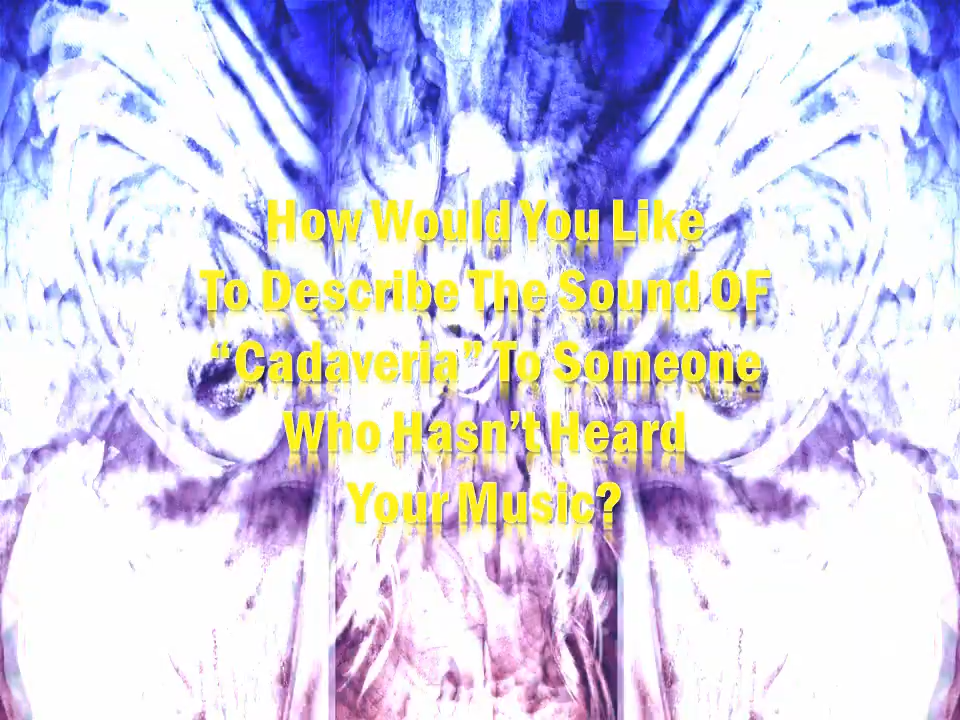 How Would You Like
To Describe The Sound OF
“Cadaveria” To Someone
Who Hasn’t Heard
Your Music?